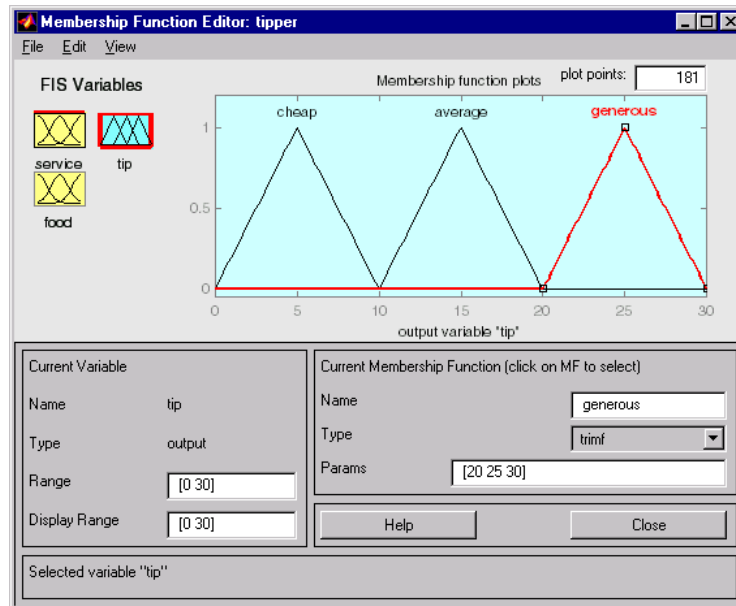 Membership Function Editor: tipper
File Edit View
FIS Variables
Membership function plots
plot points: 181
service
tip
food
cheap average generous
1
0.5
0
0 5 10 15 20 25 30
output variable "tip"
Current Variable
Name tip
Type output
Range [0 30]
Display Range [0 30]
Current Membership Function (click on MF to select)
Name generous
Type trimf
Params [20 25 30]
Help Close
Selected variable "tip"